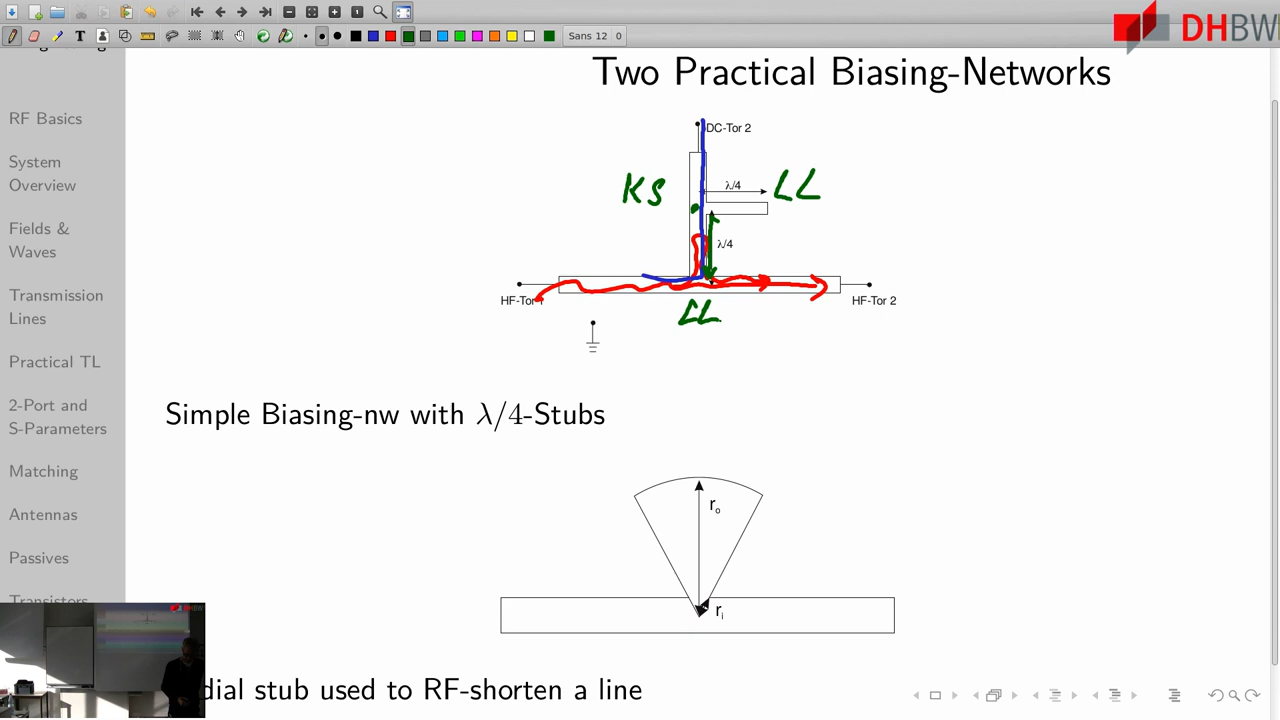 Sans 12
0
DHBW
RF Basics
System
Overview
Fields &
Waves
Transmission
Lines
Practical TL
2-Port and
S-Parameters
Matching
Antennas
Passives
Transistors
Two Practical Biasing-Networks
DC-Tor 2
KS
λ/4
LL
λ/4
HF-Tor 1
HF-Tor 2
LL
Simple Biasing-nw with λ/4-Stubs
ro
ri
dial stub used to RF-shorten a line